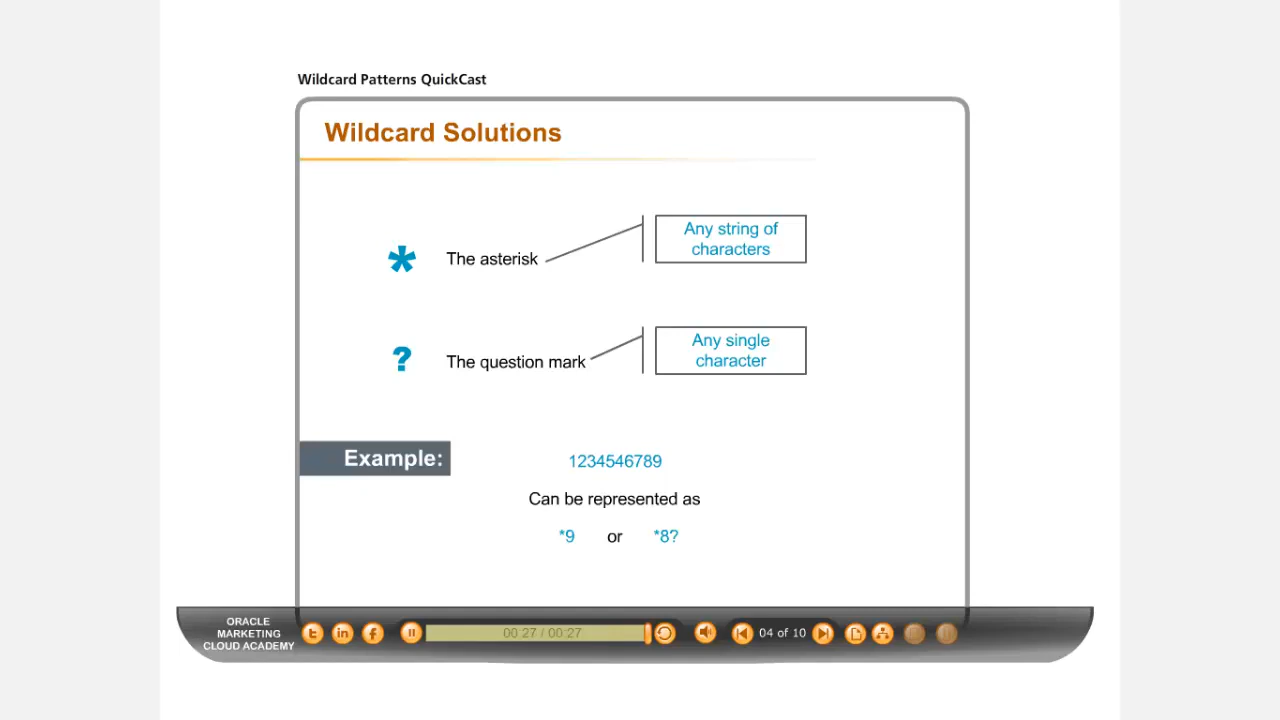 Wildcard Patterns QuickCast
Wildcard Solutions
* The asterisk
Any string of
characters
? The question mark
Any single
character
Example:
1234546789
Can be represented as
*9 or *8?
ORACLE
MARKETING
CLOUD ACADEMY
00:27 / 00:27
04 of 10